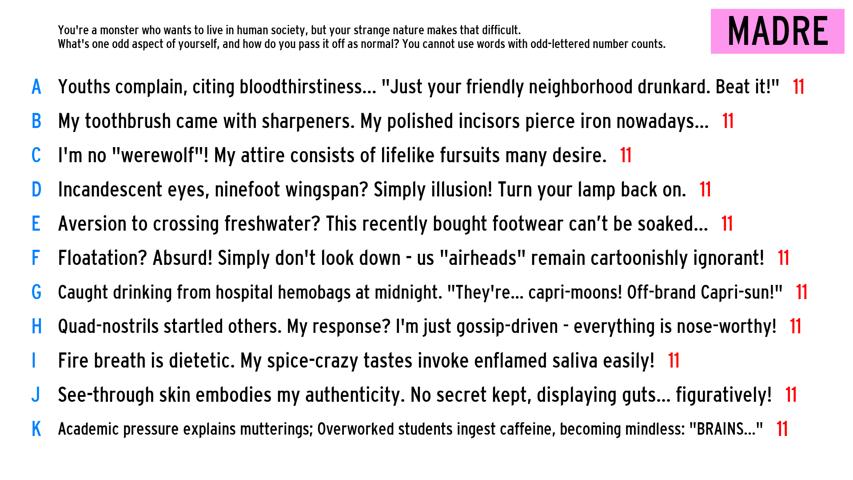 You're a monster who wants to live in human society, but your strange nature makes that difficult.
What's one odd aspect of yourself, and how do you pass it off as normal? You cannot use words with odd-lettered number counts.
MADRE
A Youths complain, citing bloodthirstiness... "Just your friendly neighborhood drunkard. Beat it!" 11
B My toothbrush came with sharpeners. My polished incisors pierce iron nowadays... 11
C I'm no "werewolf"! My attire consists of lifelike fursuits many desire. 11
D Incandescent eyes, ninefoot wingspan? Simply illusion! Turn your lamp back on. 11
E Aversion to crossing freshwater? This recently bought footwear can't be soaked... 11
F Floatation? Absurd! Simply don't look down - us "airheads" remain cartoonishly ignorant! 11
G Caught drinking from hospital hemobags at midnight. "They're... capri-moons! Off-brand Capri-sun!" 11
H Quad-nostrils startled others. My response? I'm just gossip-driven - everything is nose-worthy! 11
I Fire breath is dietetic. My spice-crazy tastes invoke enflamed saliva easily! 11
J See-through skin embodies my authenticity. No secret kept, displaying guts... figuratively! 11
K Academic pressure explains mutterings; Overworked students ingest caffeine, becoming mindless: "BRAINS..." 11